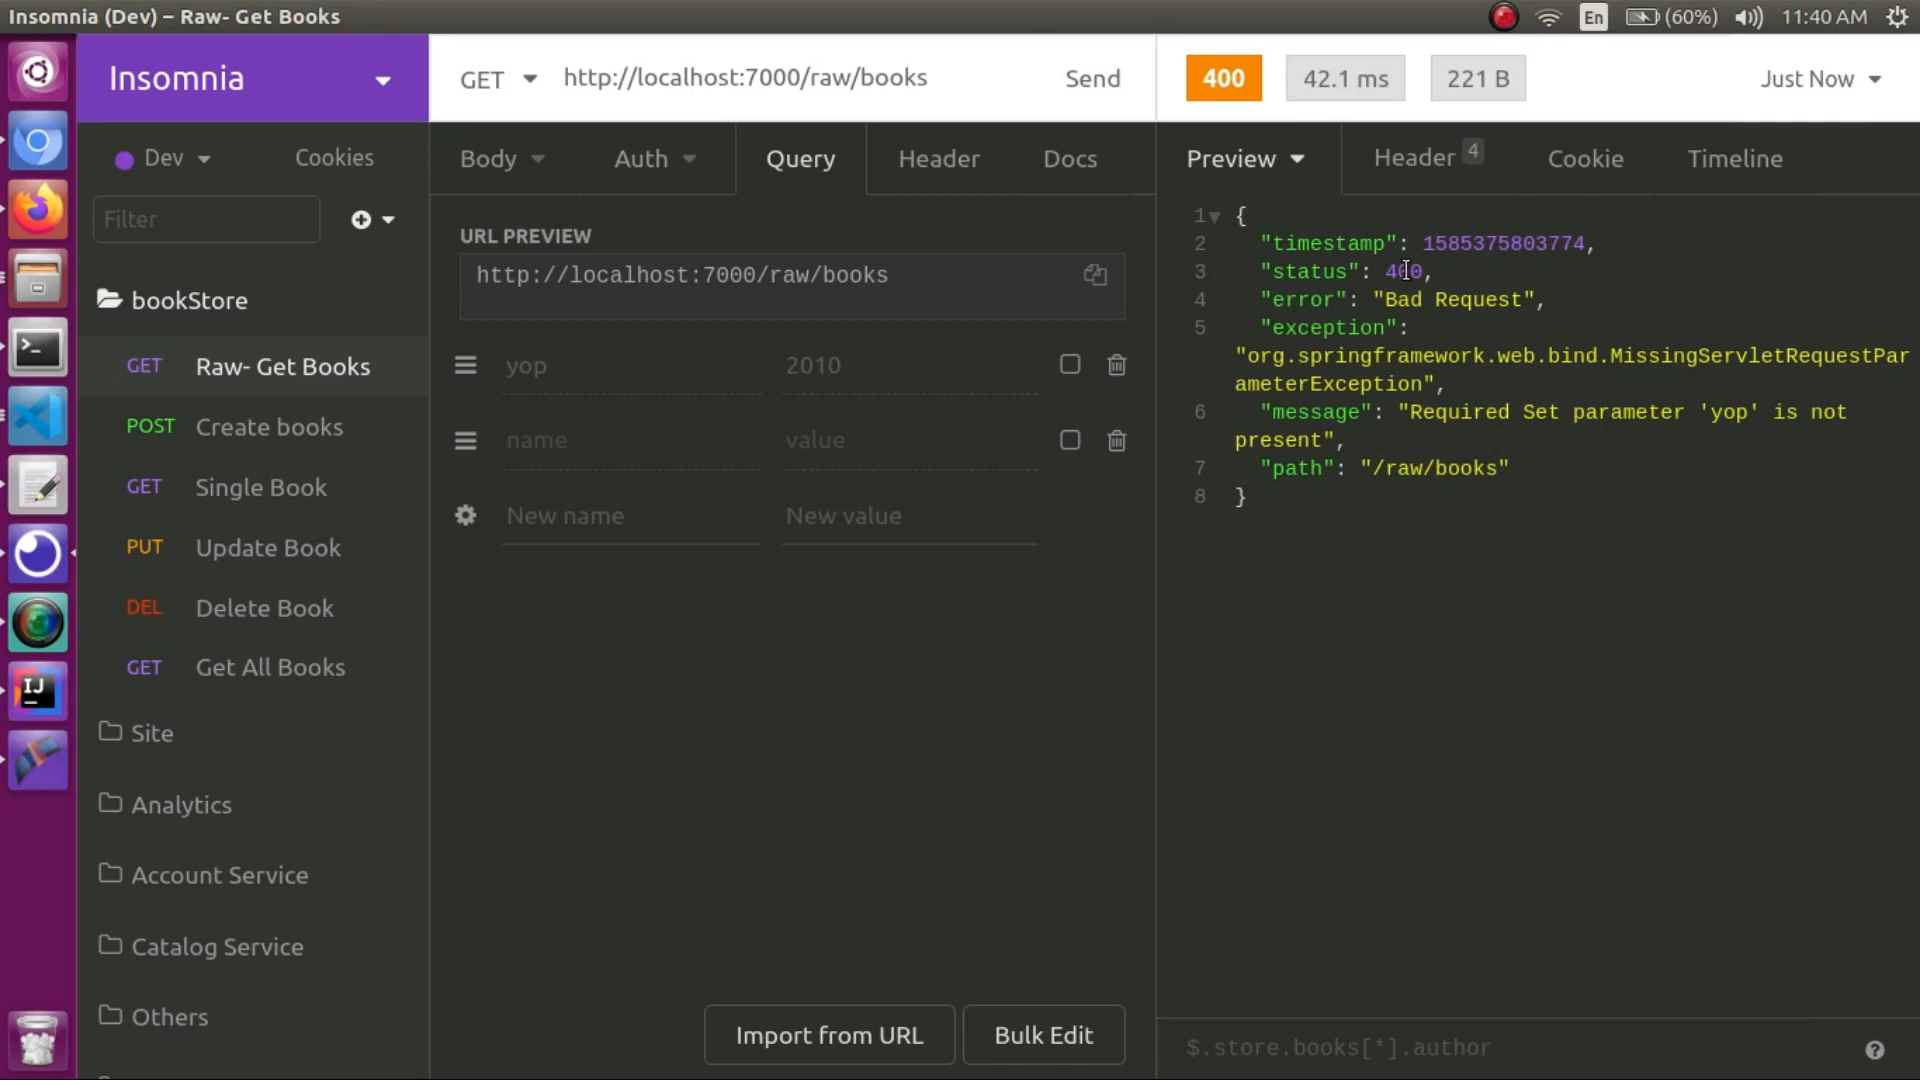 Insomnia (Dev) – Raw- Get Books
En
(60%)
11:40 AM
Insomnia
GET
http://localhost:7000/raw/books
Send
400
42.1 ms
221 B
Just Now
Dev
Cookies
Body
Auth
Query
Header
Docs
Preview
Header 4
Cookie
Timeline
Filter
bookStore
GET Raw- Get Books
POST Create books
GET Single Book
PUT Update Book
DEL Delete Book
GET Get All Books
Site
Analytics
Account Service
Catalog Service
Others
URL PREVIEW
http://localhost:7000/raw/books
yop 2010
name value
New name New value
Import from URL
Bulk Edit
1 {
2 "timestamp": 1585375803774,
3 "status": 400,
4 "error": "Bad Request",
5 "exception":
"org.springframework.web.bind.MissingServletRequestPar
ameterException",
6 "message": "Required Set parameter 'yop' is not
present",
7 "path": "/raw/books"
8 }
$.store.books[*].author
IJ